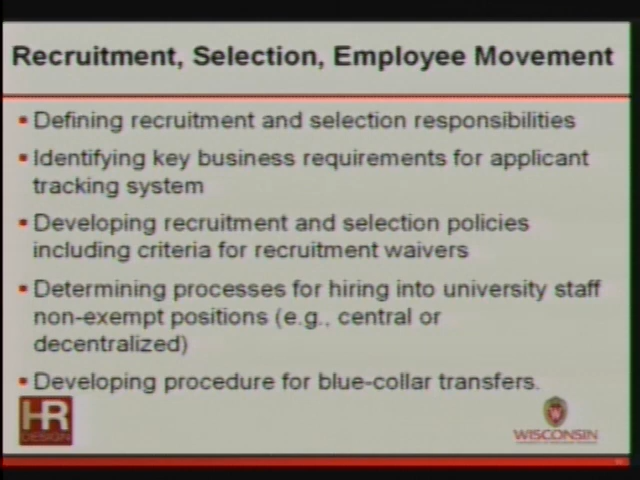 Recruitment, Selection, Employee Movement
Defining recruitment and selection responsibilities
Identifying key business requirements for applicant
tracking system
Developing recruitment and selection policies
including criteria for recruitment waivers
Determining processes for hiring into university staff
non-exempt positions (e.g., central or
decentralized)
Developing procedure for blue-collar transfers.
HR
DESIGN
W
WISCONSIN